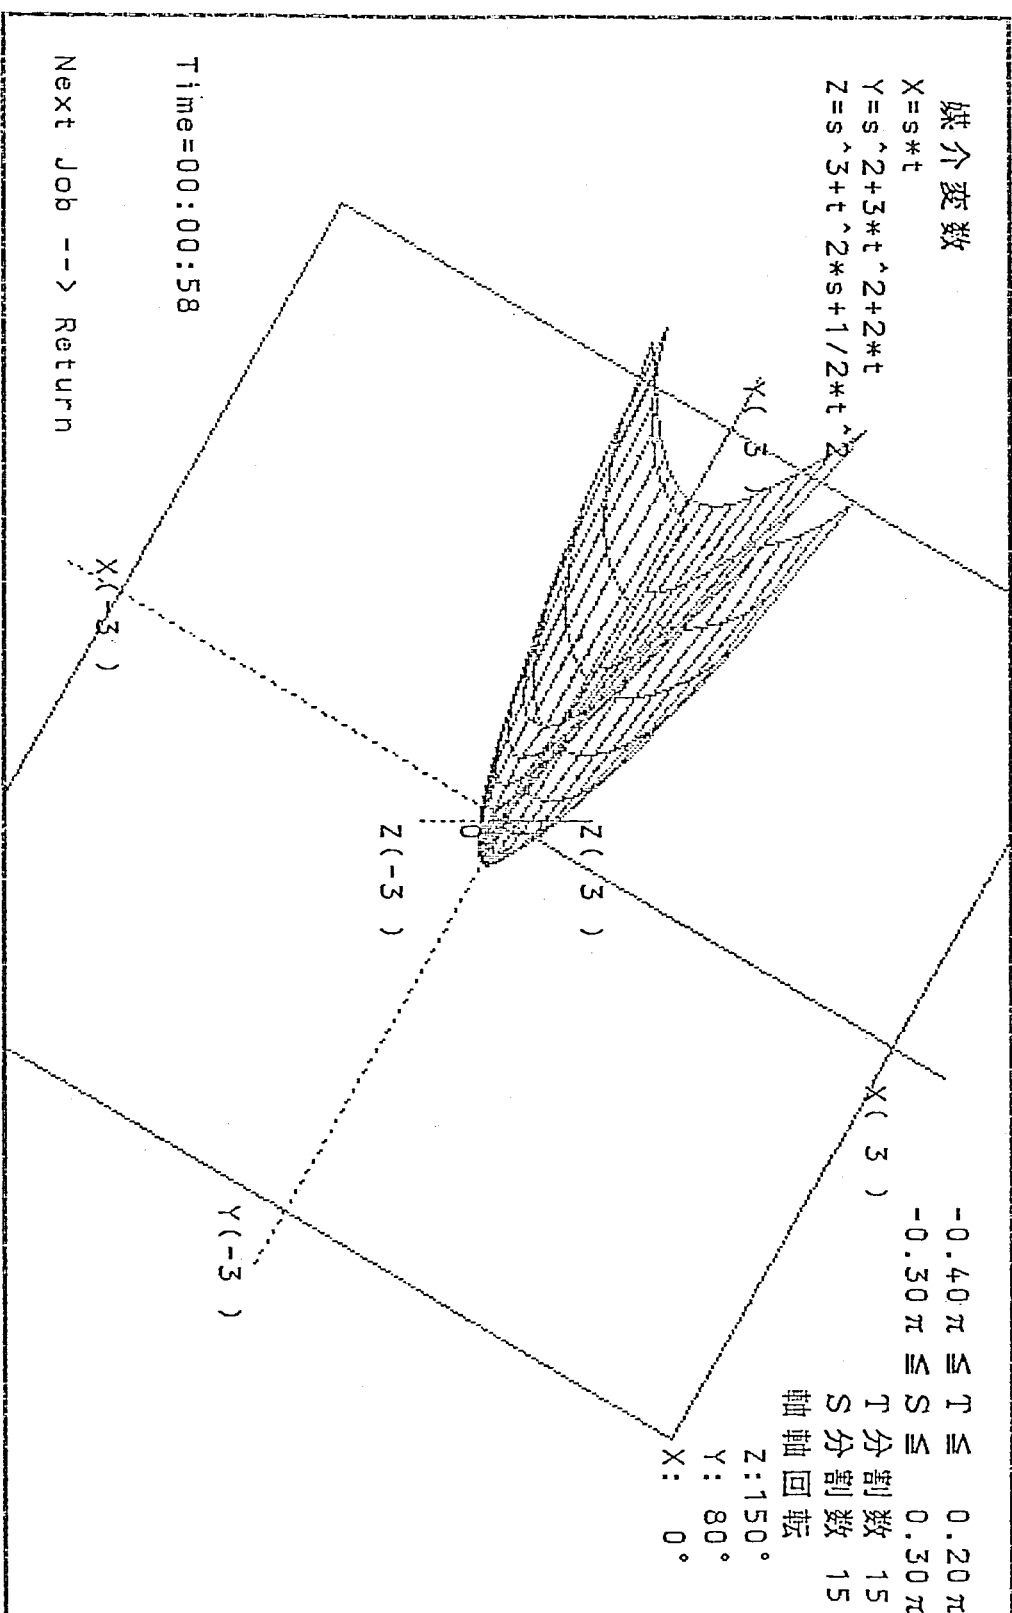 媒介変数
X=s*t
Y=s^2+3*t^2+2*t
Z=s^3+t^2*s+1/2*t^2
-0.40π≦T≦ 0.20π
-0.30π≦S≦ 0.30π
T分割数 15
S分割数 15
軸軸回転
Z:150°
Y: 80°
X: 0°
Y( 3 )
X( 3 )
Z( 3 )
0
Z(-3 )
X(-3 )
Y(-3 )
Time=00:00:58
Next Job --> Return